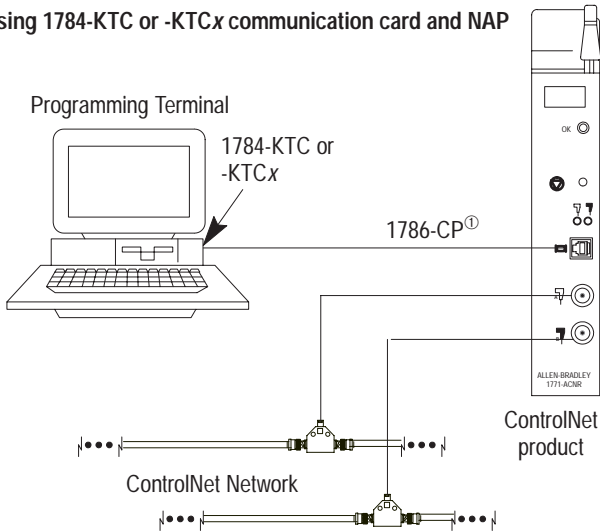 sing 1784-KTC or -KTCx communication card and NAP
Programming Terminal
1784-KTC or
-KTCx
1786-CP①
OK
ALLEN-BRADLEY
1771-ACNR
ControlNet
product
ControlNet Network